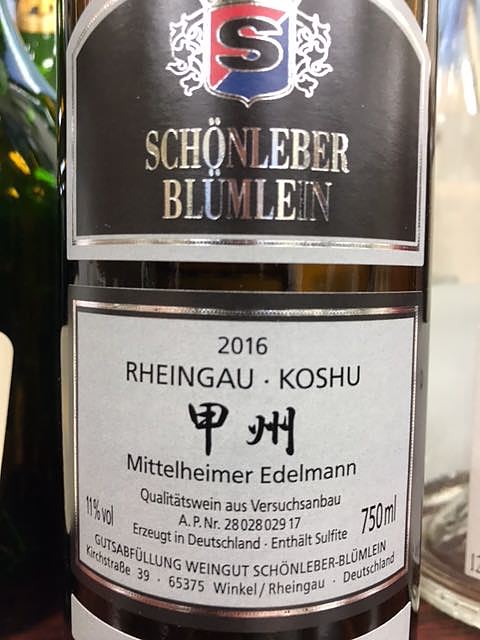 S
SCHÖNLEBER
BLÜMLEIN
2016
RHEINGAU · KOSHU
甲州
Mittelheimer Edelmann
Qualitätswein aus Versuchsanbau
A. P. Nr. 28 028 029 17
11% vol
750 ml
Erzeugt in Deutschland · Enthält Sulfite
GUTSABFÜLLUNG WEINGUT SCHÖNLEBER-BLÜMLEIN
Kirchstraße 39 · 65375 Winkel / Rheingau · Deutschland